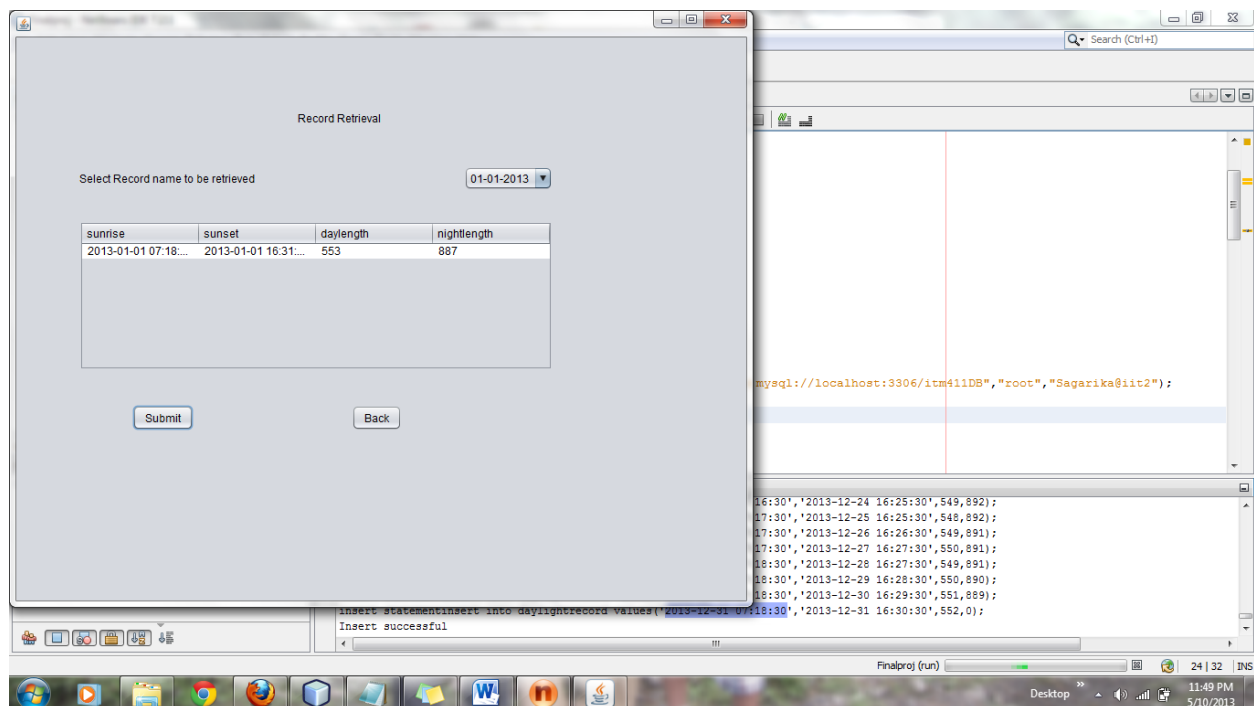 Search (Ctrl+I)
Record Retrieval
Select Record name to be retrieved
01-01-2013
sunrise sunset daylength nightlength
2013-01-01 07:18:... 2013-01-01 16:31:... 553 887
Submit Back
mysql://localhost:3306/itm411DB","root","Sagarika@iit2");
16:30','2013-12-24 16:25:30',549,892);
17:30','2013-12-25 16:25:30',548,892);
17:30','2013-12-26 16:26:30',549,891);
17:30','2013-12-27 16:27:30',550,891);
18:30','2013-12-28 16:27:30',549,891);
18:30','2013-12-29 16:28:30',550,890);
18:30','2013-12-30 16:29:30',551,889);
insert statementinsert into daylightrecord values('2013-12-31 07:18:30','2013-12-31 16:30:30',552,0);
Insert successful
Finalproj (run)
24 | 32 INS
Desktop
11:49 PM
5/10/2013